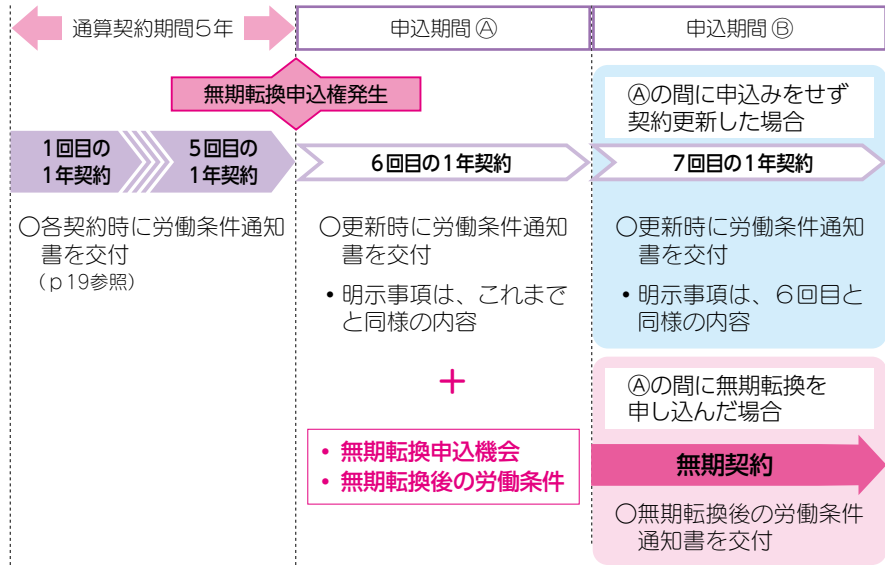 通算契約期間5年
申込期間Ⓐ
申込期間Ⓑ
無期転換申込権発生
1回目の
1年契約
5回目の
1年契約
○各契約時に労働条件通知
書を交付
(p19参照)
6回目の1年契約
○更新時に労働条件通知
書を交付
• 明示事項は、これまで
と同様の内容
+
• 無期転換申込機会
• 無期転換後の労働条件
Ⓐの間に申込みをせず
契約更新した場合
7回目の1年契約
○更新時に労働条件通知
書を交付
• 明示事項は、6回目と
同様の内容
Ⓐの間に無期転換を
申し込んだ場合
無期契約
○無期転換後の労働条件
通知書を交付